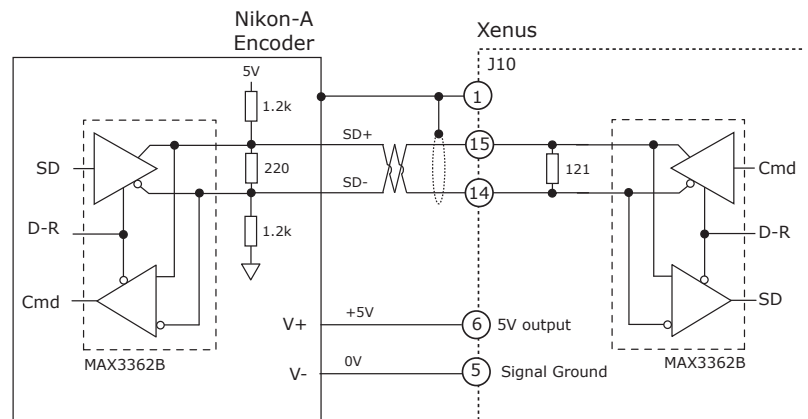 Nikon-A
Encoder
Xenus
J10
5V
1.2k
1
SD+
15
SD
220
121
Cmd
SD-
14
D-R
1.2k
D-R
Cmd
SD
V+
+5V
6
5V output
MAX3362B
MAX3362B
V-
0V
5
Signal Ground